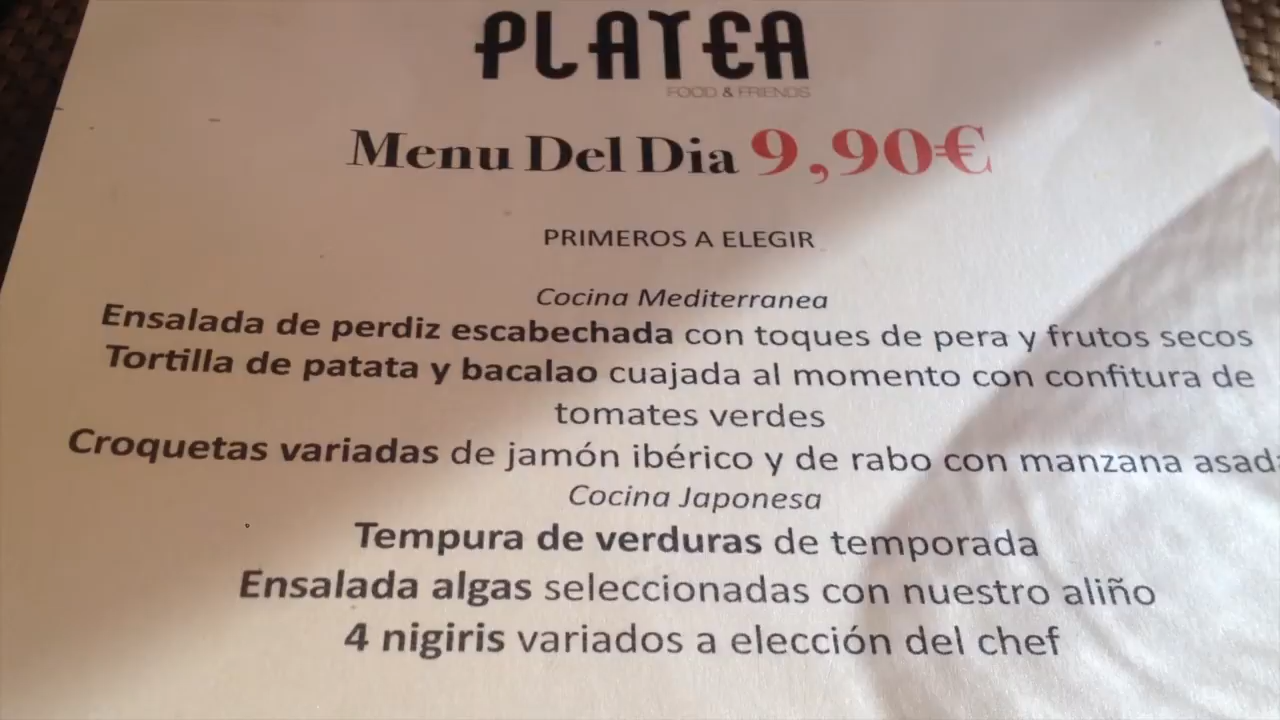 PLATEA
FOOD & FRIENDS
Menu Del Dia 9,90€
PRIMEROS A ELEGIR
Cocina Mediterranea
Ensalada de perdiz escabechada con toques de pera y frutos secos
Tortilla de patata y bacalao cuajada al momento con confitura de
tomates verdes
Croquetas variadas de jamón ibérico y de rabo con manzana asad
Cocina Japonesa
Tempura de verduras de temporada
Ensalada algas seleccionadas con nuestro aliño
4 nigiris variados a elección del chef